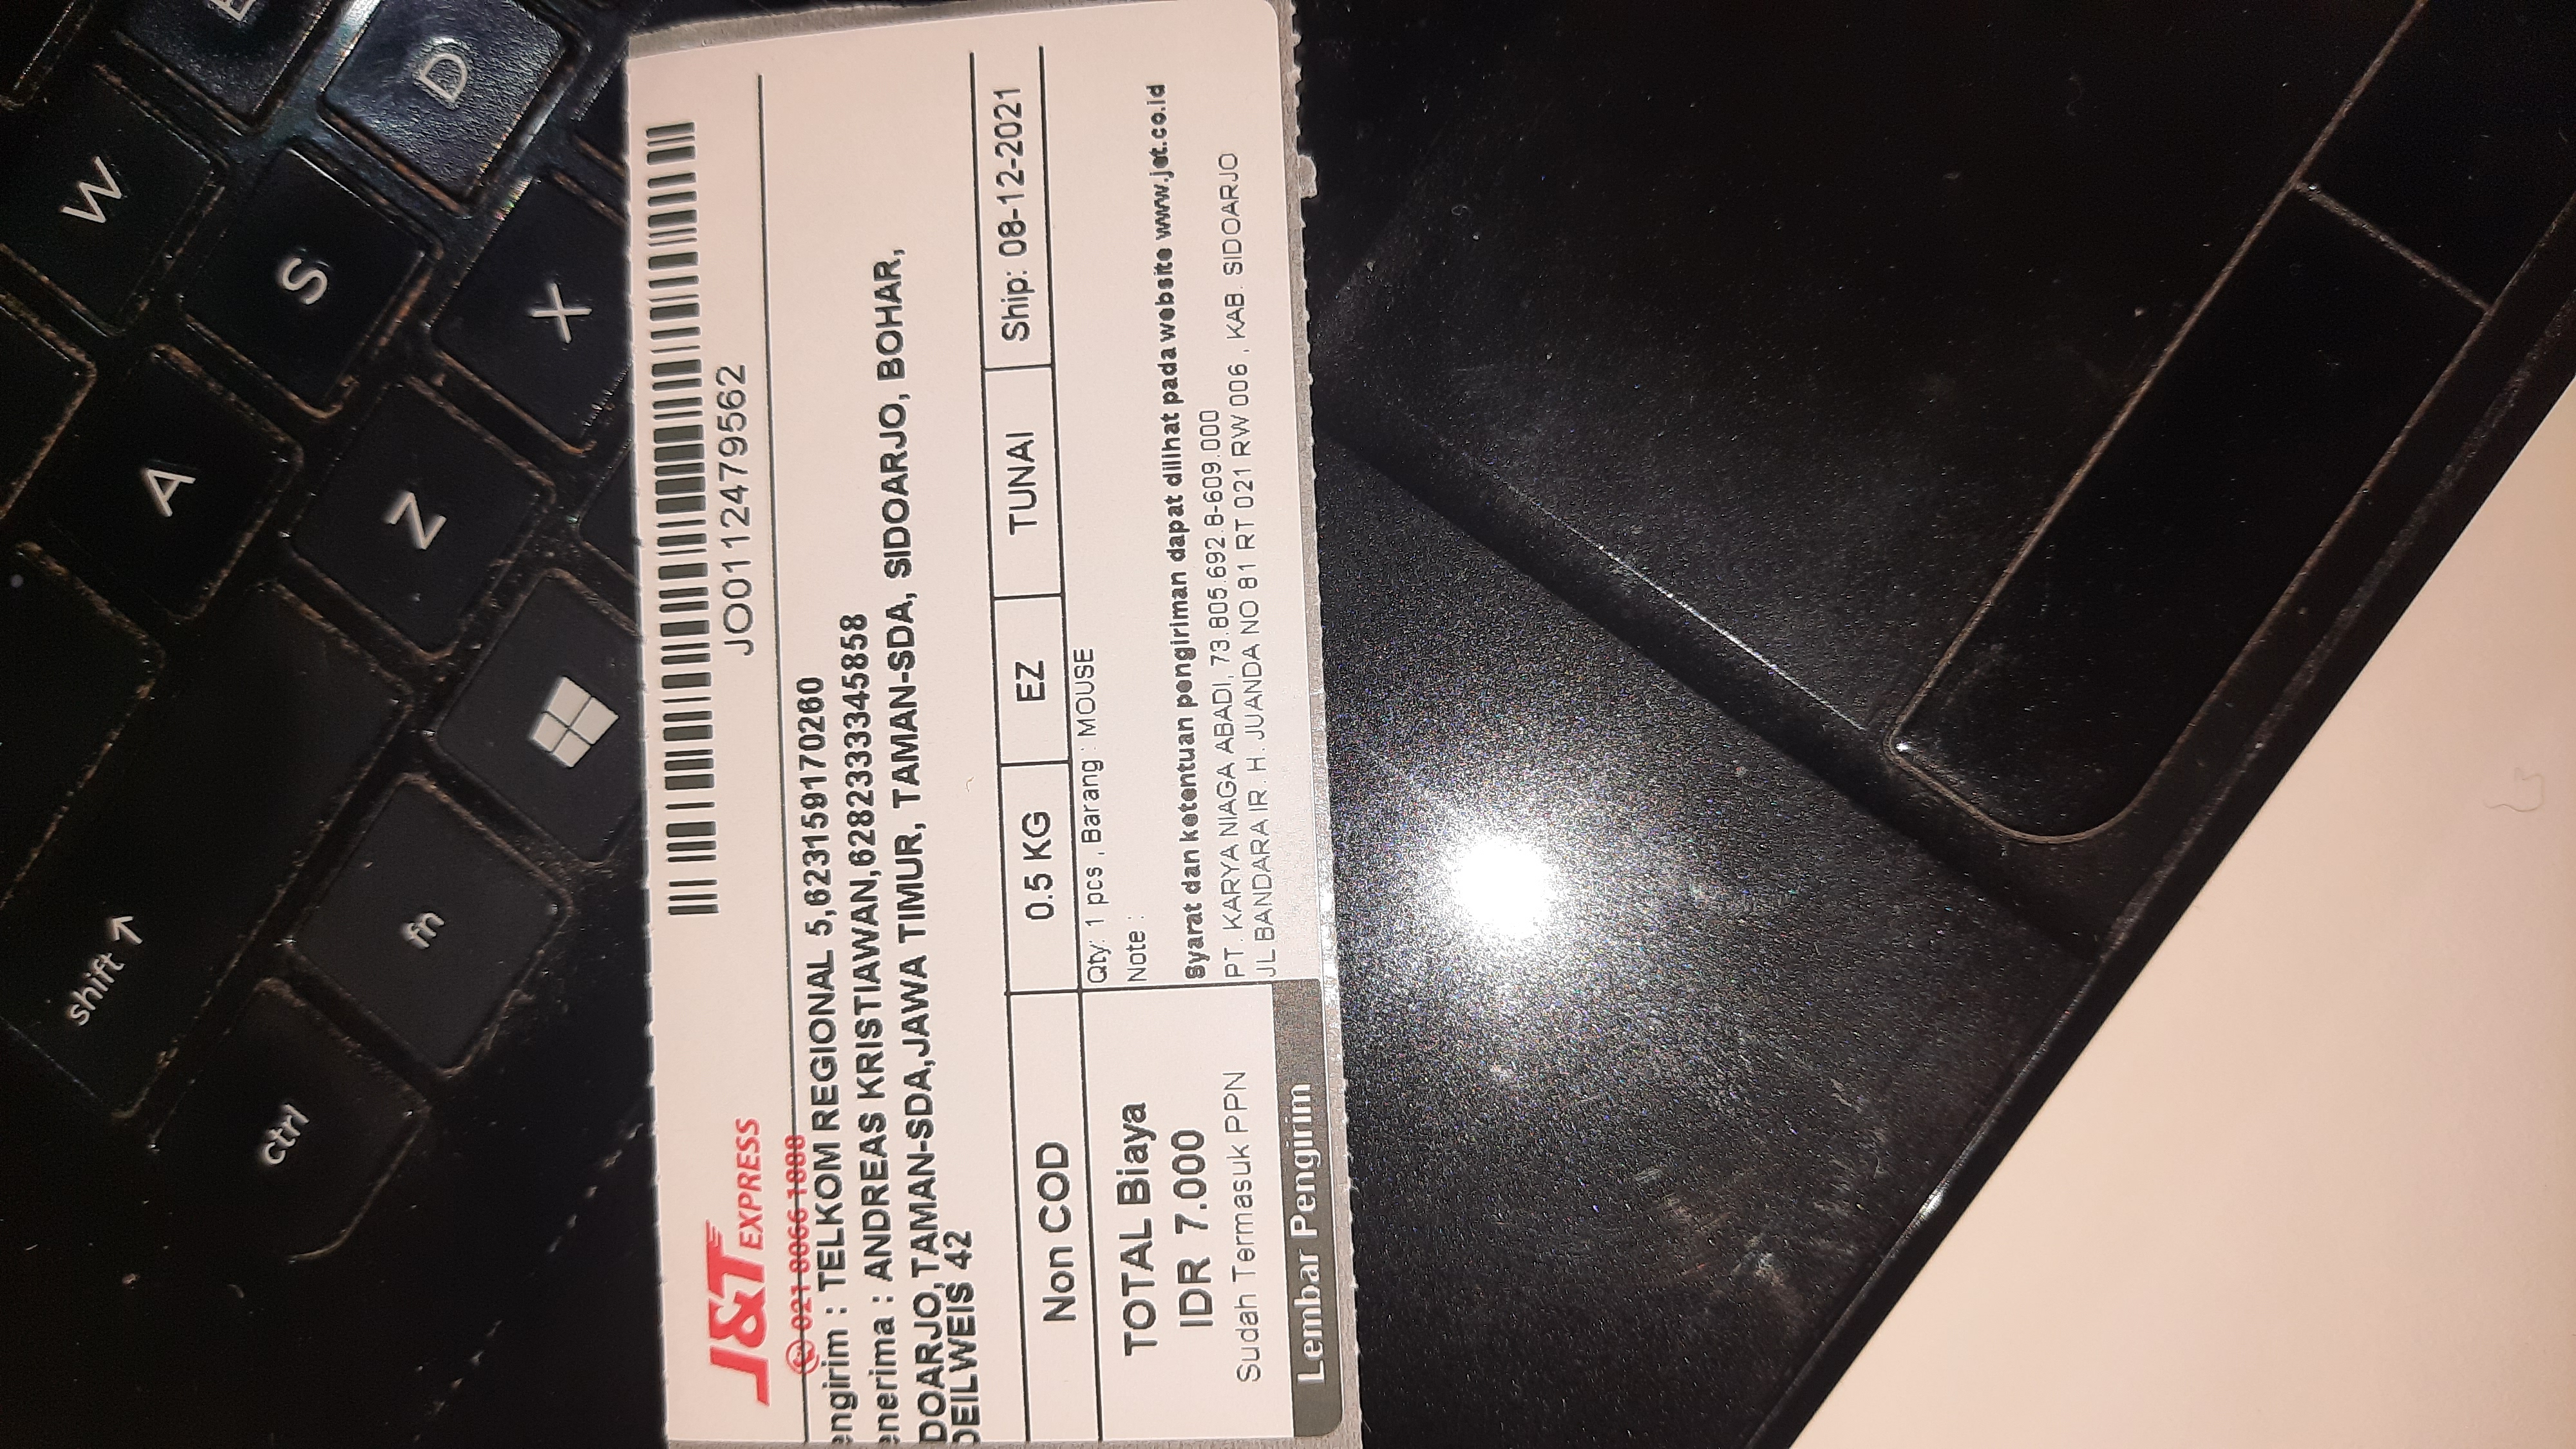 shift ↑
A
W
ctrl
S
fn
Z
D
X
J&T EXPRESS
021 8066 1888
JO0112479562
engirim : TELKOM REGIONAL 5,623159170260
enerima : ANDREAS KRISTIAWAN,6282333345858
DOARJO,TAMAN-SDA,JAWA TIMUR, TAMAN-SDA, SIDOARJO, BOHAR,
DEILWEIS 42
Non COD
0.5 KG
EZ
TUNAI
Ship: 08-12-2021
TOTAL Biaya
IDR 7.000
Sudah Termasuk PPN
Lembar Pengirim
Qty: 1 pcs , Barang : MOUSE
Note :
Syarat dan ketentuan pengiriman dapat dilihat pada website www.jet.co.id
PT. KARYA NIAGA ABADI, 73.805.692.8-609.000
JL BANDARA IR. H. JUANDA NO 81 RT 021 RW 006 , KAB. SIDOARJO